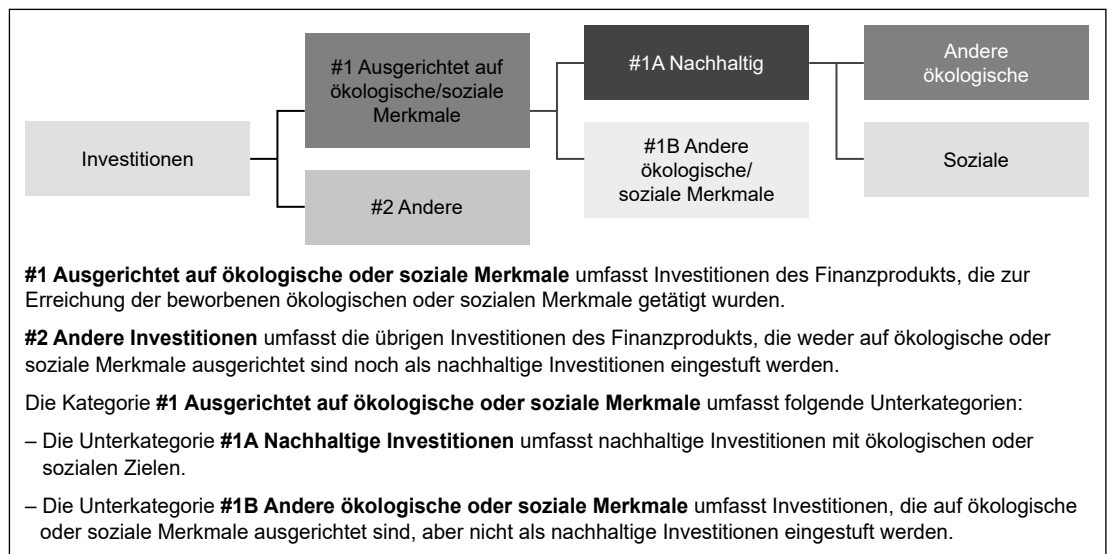 Investitionen
#1 Ausgerichtet auf
ökologische/soziale
Merkmale
#2 Andere
#1A Nachhaltig
#1B Andere
ökologische/
soziale Merkmale
Andere
ökologische
Soziale
#1 Ausgerichtet auf ökologische oder soziale Merkmale umfasst Investitionen des Finanzprodukts, die zur
Erreichung der beworbenen ökologischen oder sozialen Merkmale getätigt wurden.
#2 Andere Investitionen umfasst die übrigen Investitionen des Finanzprodukts, die weder auf ökologische oder
soziale Merkmale ausgerichtet sind noch als nachhaltige Investitionen eingestuft werden.
Die Kategorie #1 Ausgerichtet auf ökologische oder soziale Merkmale umfasst folgende Unterkategorien:
– Die Unterkategorie #1A Nachhaltige Investitionen umfasst nachhaltige Investitionen mit ökologischen oder
sozialen Zielen.
– Die Unterkategorie #1B Andere ökologische oder soziale Merkmale umfasst Investitionen, die auf ökologische
oder soziale Merkmale ausgerichtet sind, aber nicht als nachhaltige Investitionen eingestuft werden.